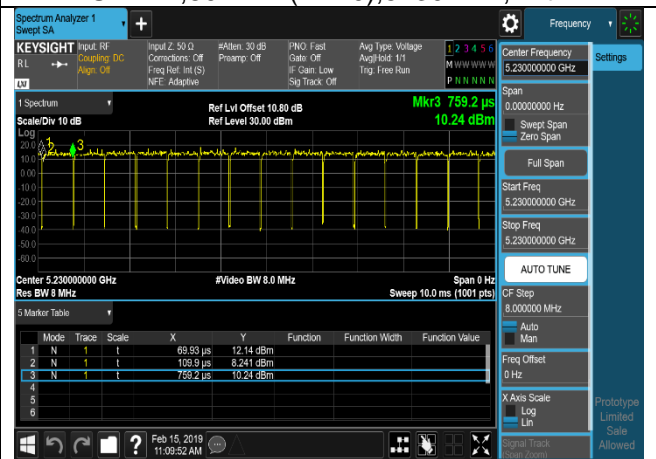 Spectrum Analyzer 1
Swept SA
+
Frequency
KEYSIGHT
RL
LXI
Input: RF
Coupling: DC
Align: Off
Input Z: 50 Ω
Corrections: Off
Freq Ref: Int (S)
NFE: Adaptive
#Atten: 30 dB
Preamp: Off
PNO: Fast
Gate: Off
IF Gain: Low
Sig Track: Off
Avg Type: Voltage
Avg|Hold: 1/1
Trig: Free Run
1 2 3 4 5 6
M W W W W W
P N N N N N
1 Spectrum
Scale/Div 10 dB
Ref Lvl Offset 10.80 dB
Ref Level 30.00 dBm
Mkr3 759.2 µs
10.24 dBm
Log
20.0
10.0
0.00
-10.0
-20.0
-30.0
-40.0
-50.0
-60.0
3
Center 5.230000000 GHz
Res BW 8 MHz
#Video BW 8.0 MHz
Span 0 Hz
Sweep 10.0 ms (1001 pts)
5 Marker Table
Mode Trace Scale X Y Function Function Width Function Value
1 N 1 t 69.93 µs 12.14 dBm
2 N 1 t 109.9 µs 8.241 dBm
3 N 1 t 759.2 µs 10.24 dBm
4
5
6
?
Feb 15, 2019
11:09:52 AM
Center Frequency
5.230000000 GHz
Settings
Span
0.00000000 Hz
Swept Span
Zero Span
Full Span
Start Freq
5.230000000 GHz
Stop Freq
5.230000000 GHz
AUTO TUNE
CF Step
8.000000 MHz
Auto
Man
Freq Offset
0 Hz
X Axis Scale
Log
Lin
Signal Track
(Span Zoom)
Prototype
Limited
Sale
Allowed